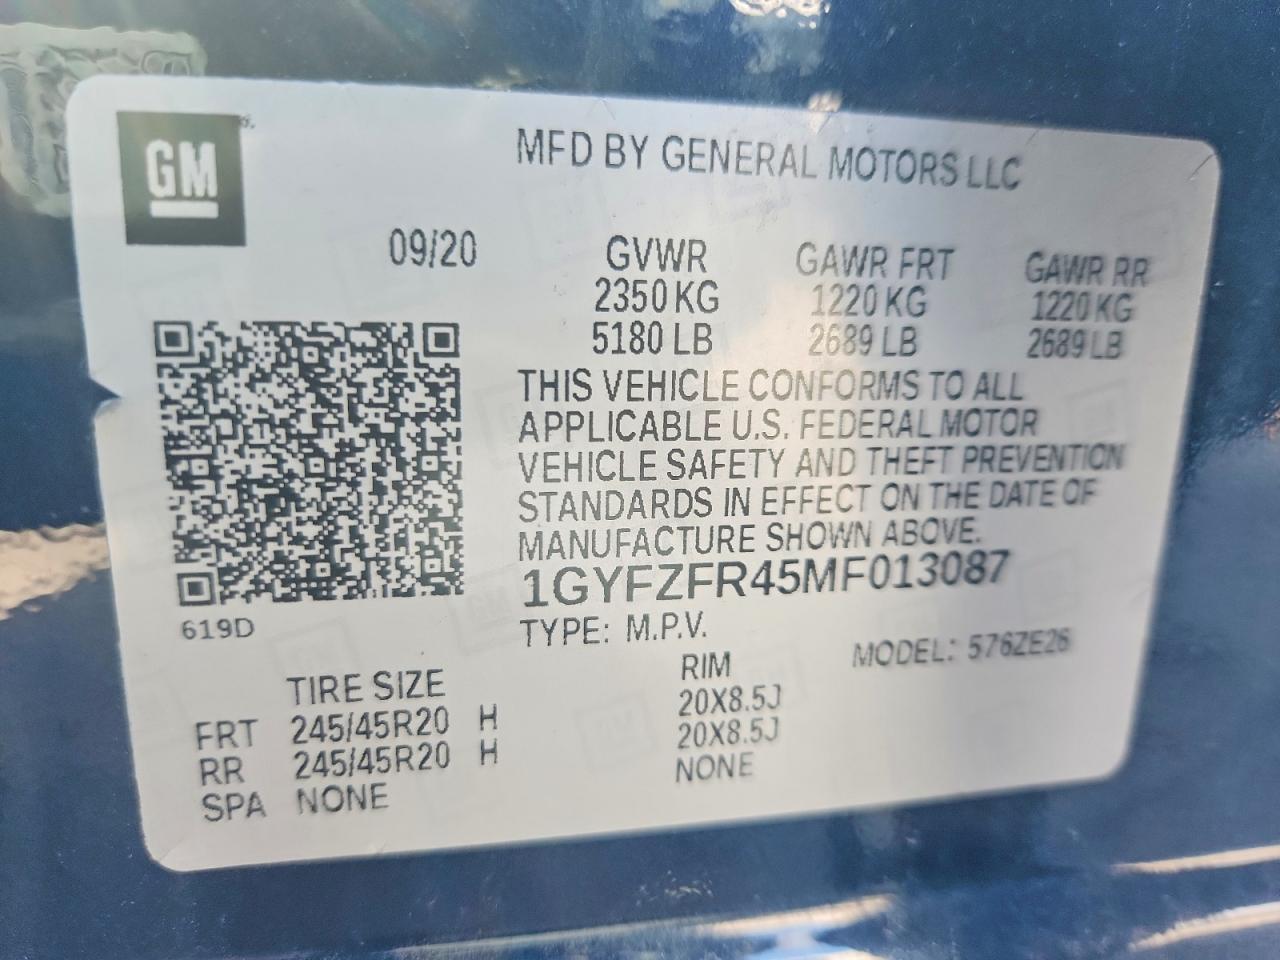 GM
MFD BY GENERAL MOTORS LLC
09/20 GVWR GAWR FRT GAWR RR
2350 KG 1220 KG 1220 KG
5180 LB 2689 LB 2689 LB
THIS VEHICLE CONFORMS TO ALL
APPLICABLE U.S. FEDERAL MOTOR
VEHICLE SAFETY AND THEFT PREVENTION
STANDARDS IN EFFECT ON THE DATE OF
MANUFACTURE SHOWN ABOVE.
1GYFZFR45MF013087
619D
TYPE: M.P.V. MODEL: 576ZE26
TIRE SIZE RIM
FRT 245/45R20 H 20X8.5J
RR 245/45R20 H 20X8.5J
SPA NONE NONE